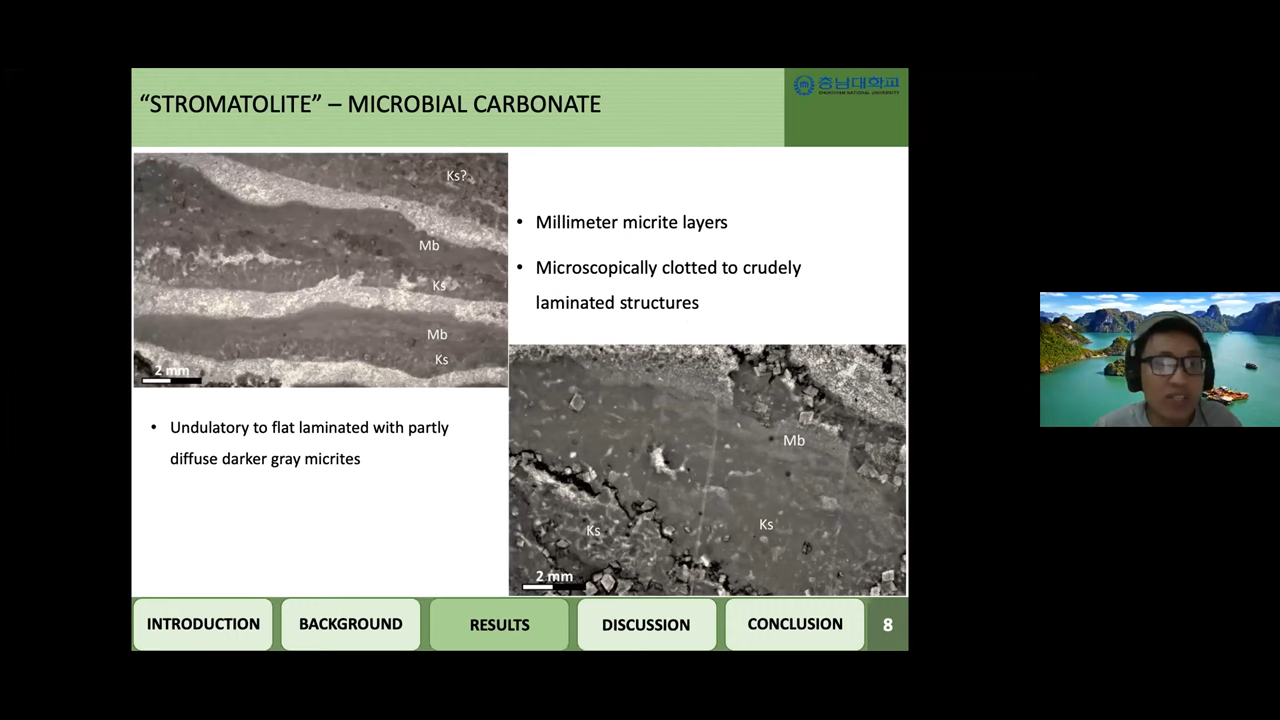 “STROMATOLITE” – MICROBIAL CARBONATE
충남대학교
CHUNGNAM NATIONAL UNIVERSITY
Ks?
Mb
Ks
Mb
Ks
2 mm
• Millimeter micrite layers
• Microscopically clotted to crudely
laminated structures
• Undulatory to flat laminated with partly
diffuse darker gray micrites
Mb
Ks
Ks
2 mm
INTRODUCTION
BACKGROUND
RESULTS
DISCUSSION
CONCLUSION
8